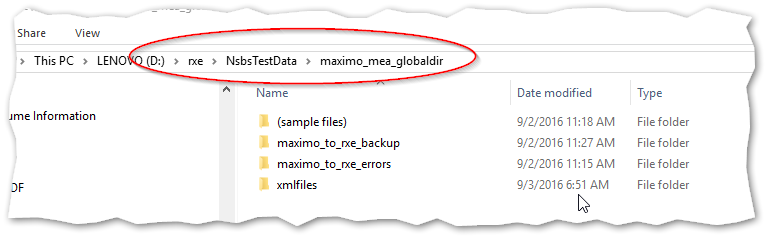 Share View
This PC > LENOVO (D:) > rxe > NsbsTestData > maximo_mea_globaldir
Name Date modified Type
ume Information
(sample files) 9/2/2016 11:18 AM File folder
maximo_to_rxe_backup 9/2/2016 11:27 AM File folder
maximo_to_rxe_errors 9/2/2016 11:15 AM File folder
DF
xmlfiles 9/3/2016 6:51 AM File folder